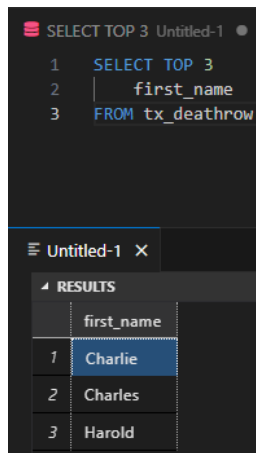 SELECT TOP 3 Untitled-1
1 SELECT TOP 3
2 first_name
3 FROM tx_deathrow
Untitled-1
RESULTS
first_name
1 Charlie
2 Charles
3 Harold